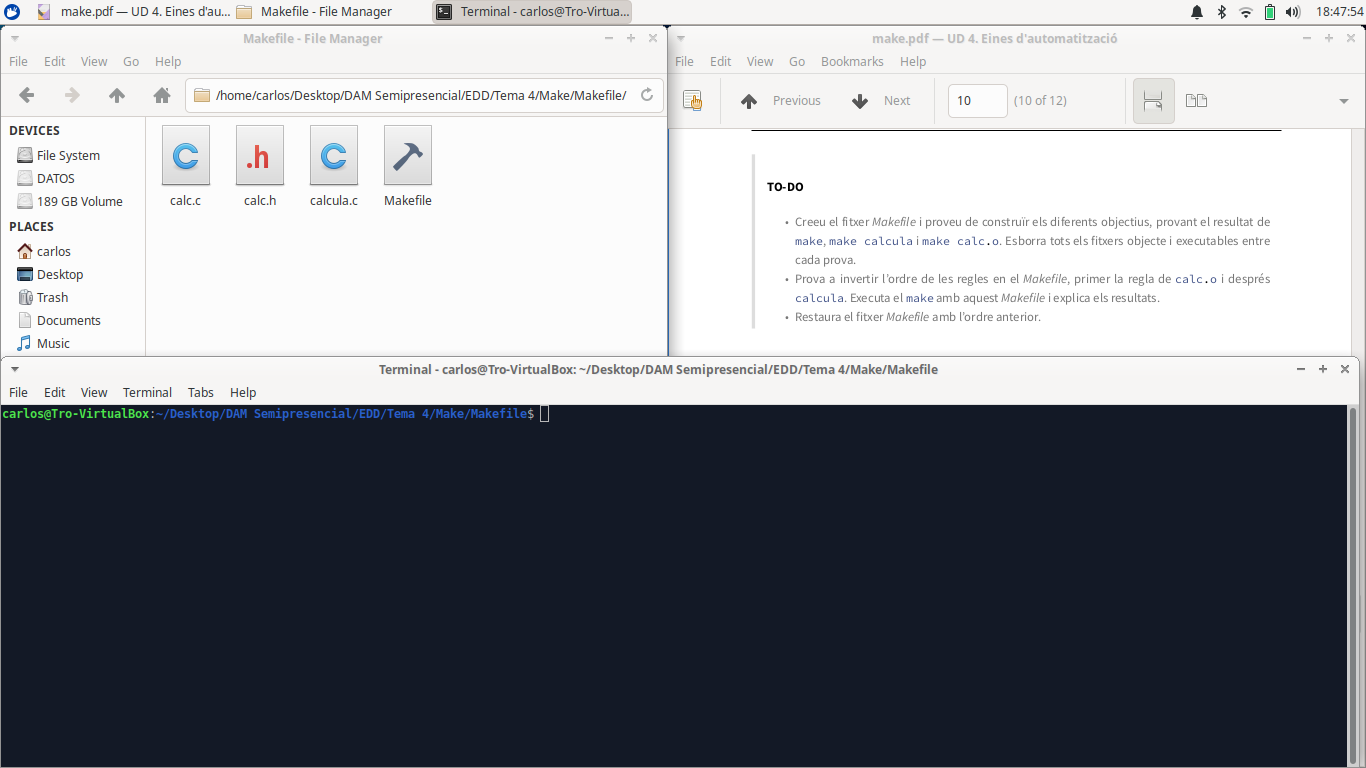 make.pdf — UD 4. Eines d'au...
Makefile - File Manager
Terminal - carlos@Tro-Virtua...
18:47:54
Makefile - File Manager
File Edit View Go Help
/home/carlos/Desktop/DAM Semipresencial/EDD/Tema 4/Make/Makefile/
DEVICES
File System
DATOS
189 GB Volume
PLACES
carlos
Desktop
Trash
Documents
Music
calc.c
.h
calc.h
calcula.c
Makefile
make.pdf — UD 4. Eines d'automatització
File Edit View Go Bookmarks Help
Previous Next 10 (10 of 12)
TO-DO
• Creeu el fitxer Makefile i proveu de construïr els diferents objectius, provant el resultat de
make, make calcula i make calc.o. Esborra tots els fitxers objecte i executables entre
cada prova.
• Prova a invertir l'ordre de les regles en el Makefile, primer la regla de calc.o i després
calcula. Executa el make amb aquest Makefile i explica els resultats.
• Restaura el fitxer Makefile amb l'ordre anterior.
Terminal - carlos@Tro-VirtualBox: ~/Desktop/DAM Semipresencial/EDD/Tema 4/Make/Makefile
File Edit View Terminal Tabs Help
carlos@Tro-VirtualBox:~/Desktop/DAM Semipresencial/EDD/Tema 4/Make/Makefile$